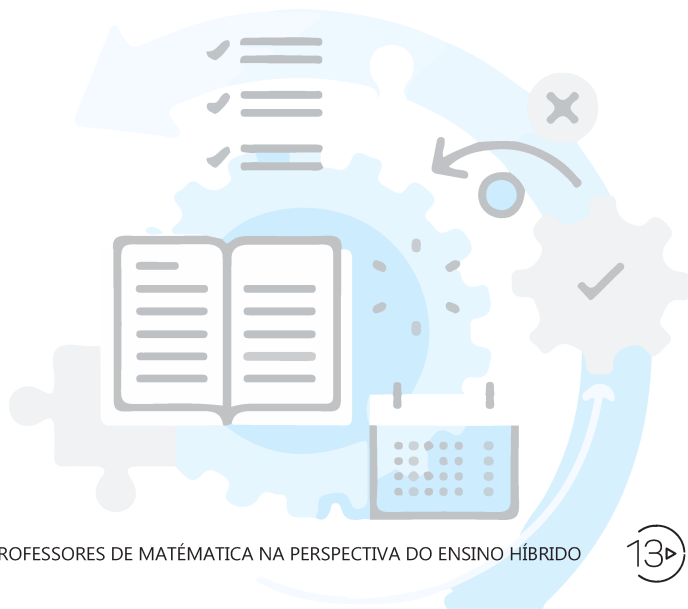 ROFESSORES DE MATÉMATICA NA PERSPECTIVA DO ENSINO HÍBRIDO
13